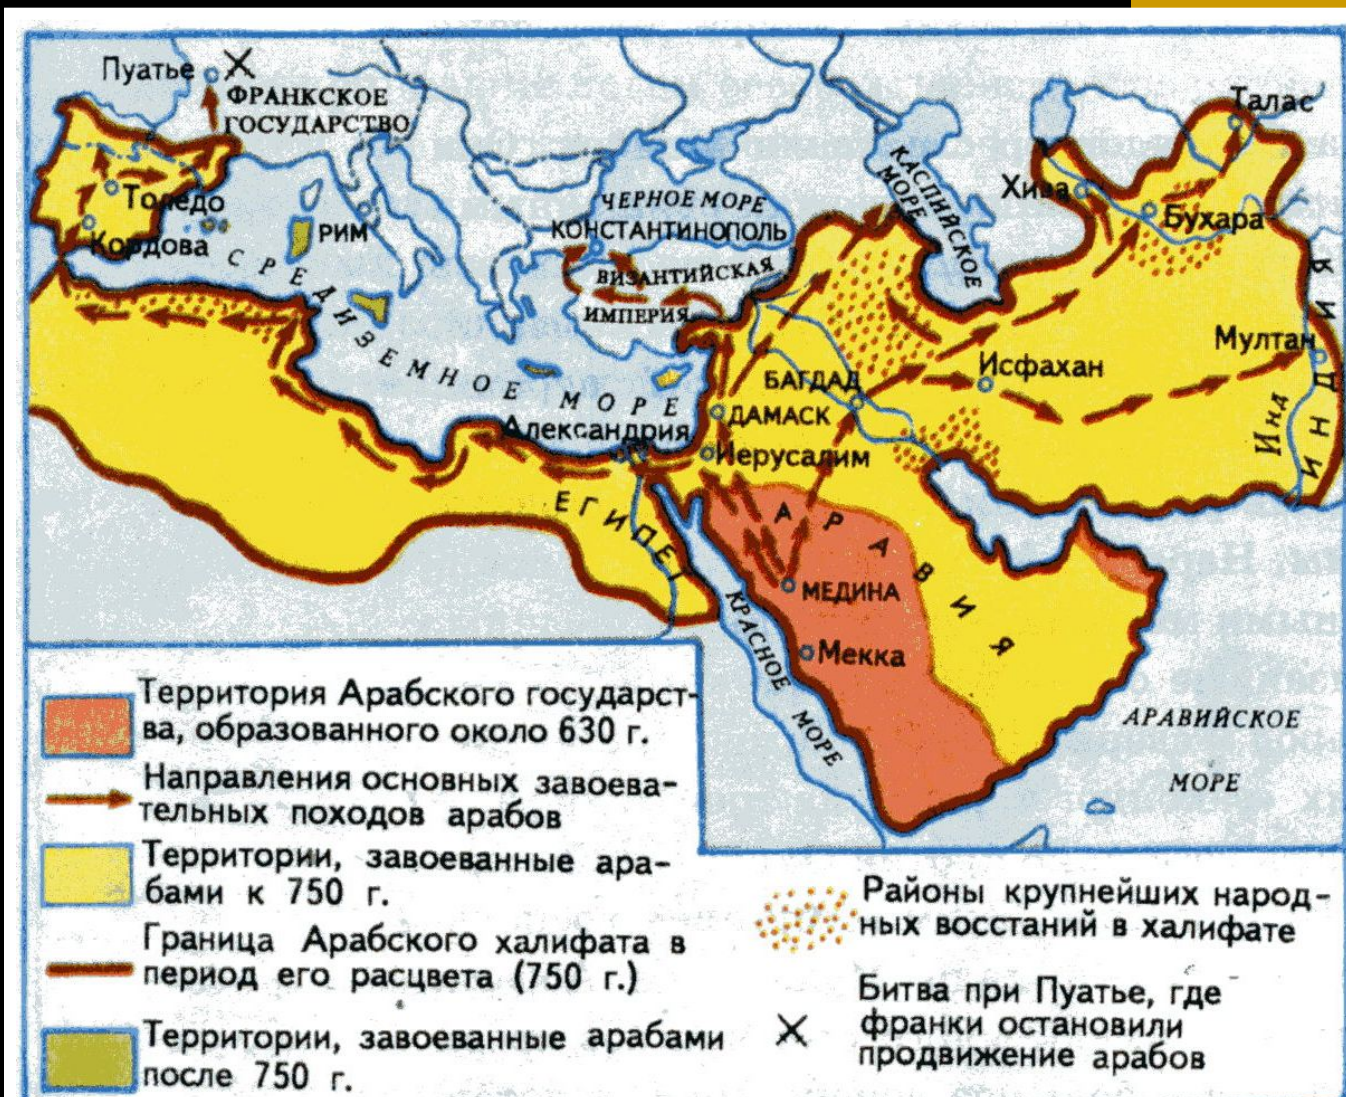 Пуатье
ФРАНКСКОЕ
ГОСУДАРСТВО
Талас
КАСПИЙСКОЕ
МОРЕ
Хива
Бухара
Толедо
Кордова
РИМ
ЧЕРНОЕ МОРЕ
КОНСТАНТИНОПОЛЬ
ВИЗАНТИЙСКАЯ
ИМПЕРИЯ
СРЕДИЗЕМНОЕ МОРЕ
ИНДИЯ
Мултан
Инд
Исфахан
БАГДАД
ДАМАСК
Александрия
Иерусалим
ЕГИПЕТ
АРАВИЯ
МЕДИНА
Мекка
КРАСНОЕ
МОРЕ
АРАВИЙСКОЕ
МОРЕ
Территория Арабского государст-
ва, образованного около 630 г.
Направления основных завоева-
тельных походов арабов
Территории, завоеванные ара-
бами к 750 г.
Граница Арабского халифата в
период его расцвета (750 г.)
Территории, завоеванные арабами
после 750 г.
Районы крупнейших народ-
ных восстаний в халифате
Битва при Пуатье, где
франки остановили
продвижение арабов